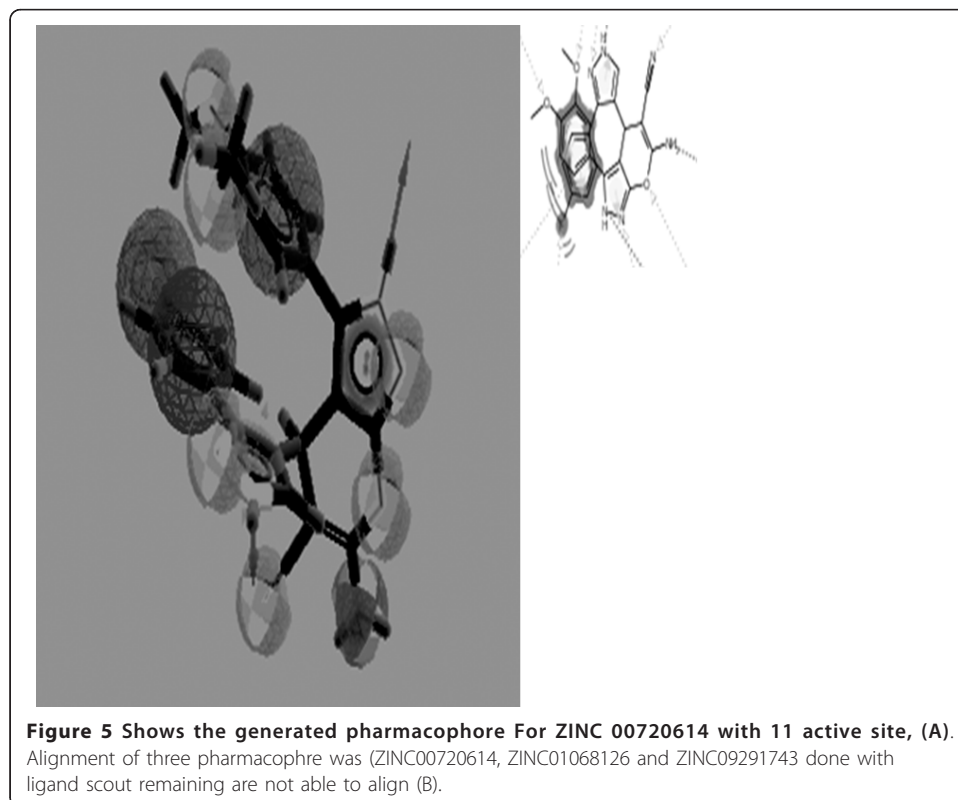 N
H
N
O
O
N
NH₂
O
N
N
H
Figure 5 Shows the generated pharmacophore For ZINC 00720614 with 11 active site, (A).
Alignment of three pharmacophre was (ZINC00720614, ZINC01068126 and ZINC09291743 done with
ligand scout remaining are not able to align (B).